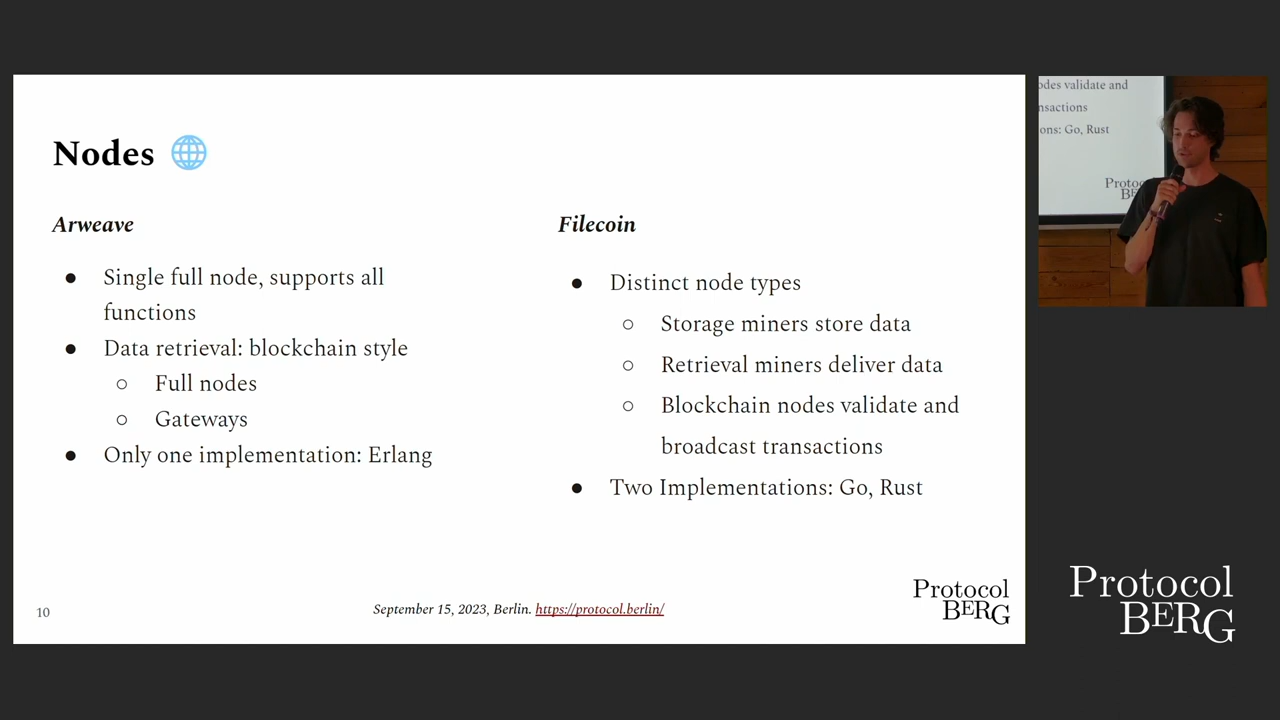 Nodes
Arweave
Single full node, supports all
functions
Data retrieval: blockchain style
Full nodes
Gateways
Only one implementation: Erlang
Filecoin
Distinct node types
Storage miners store data
Retrieval miners deliver data
Blockchain nodes validate and
broadcast transactions
Two Implementations: Go, Rust
10
September 15, 2023, Berlin. https://protocol.berlin/
Protocol
BERG
odes validate and
nsactions
ons: Go, Rust
Protoc
BE
Protocol
BERG